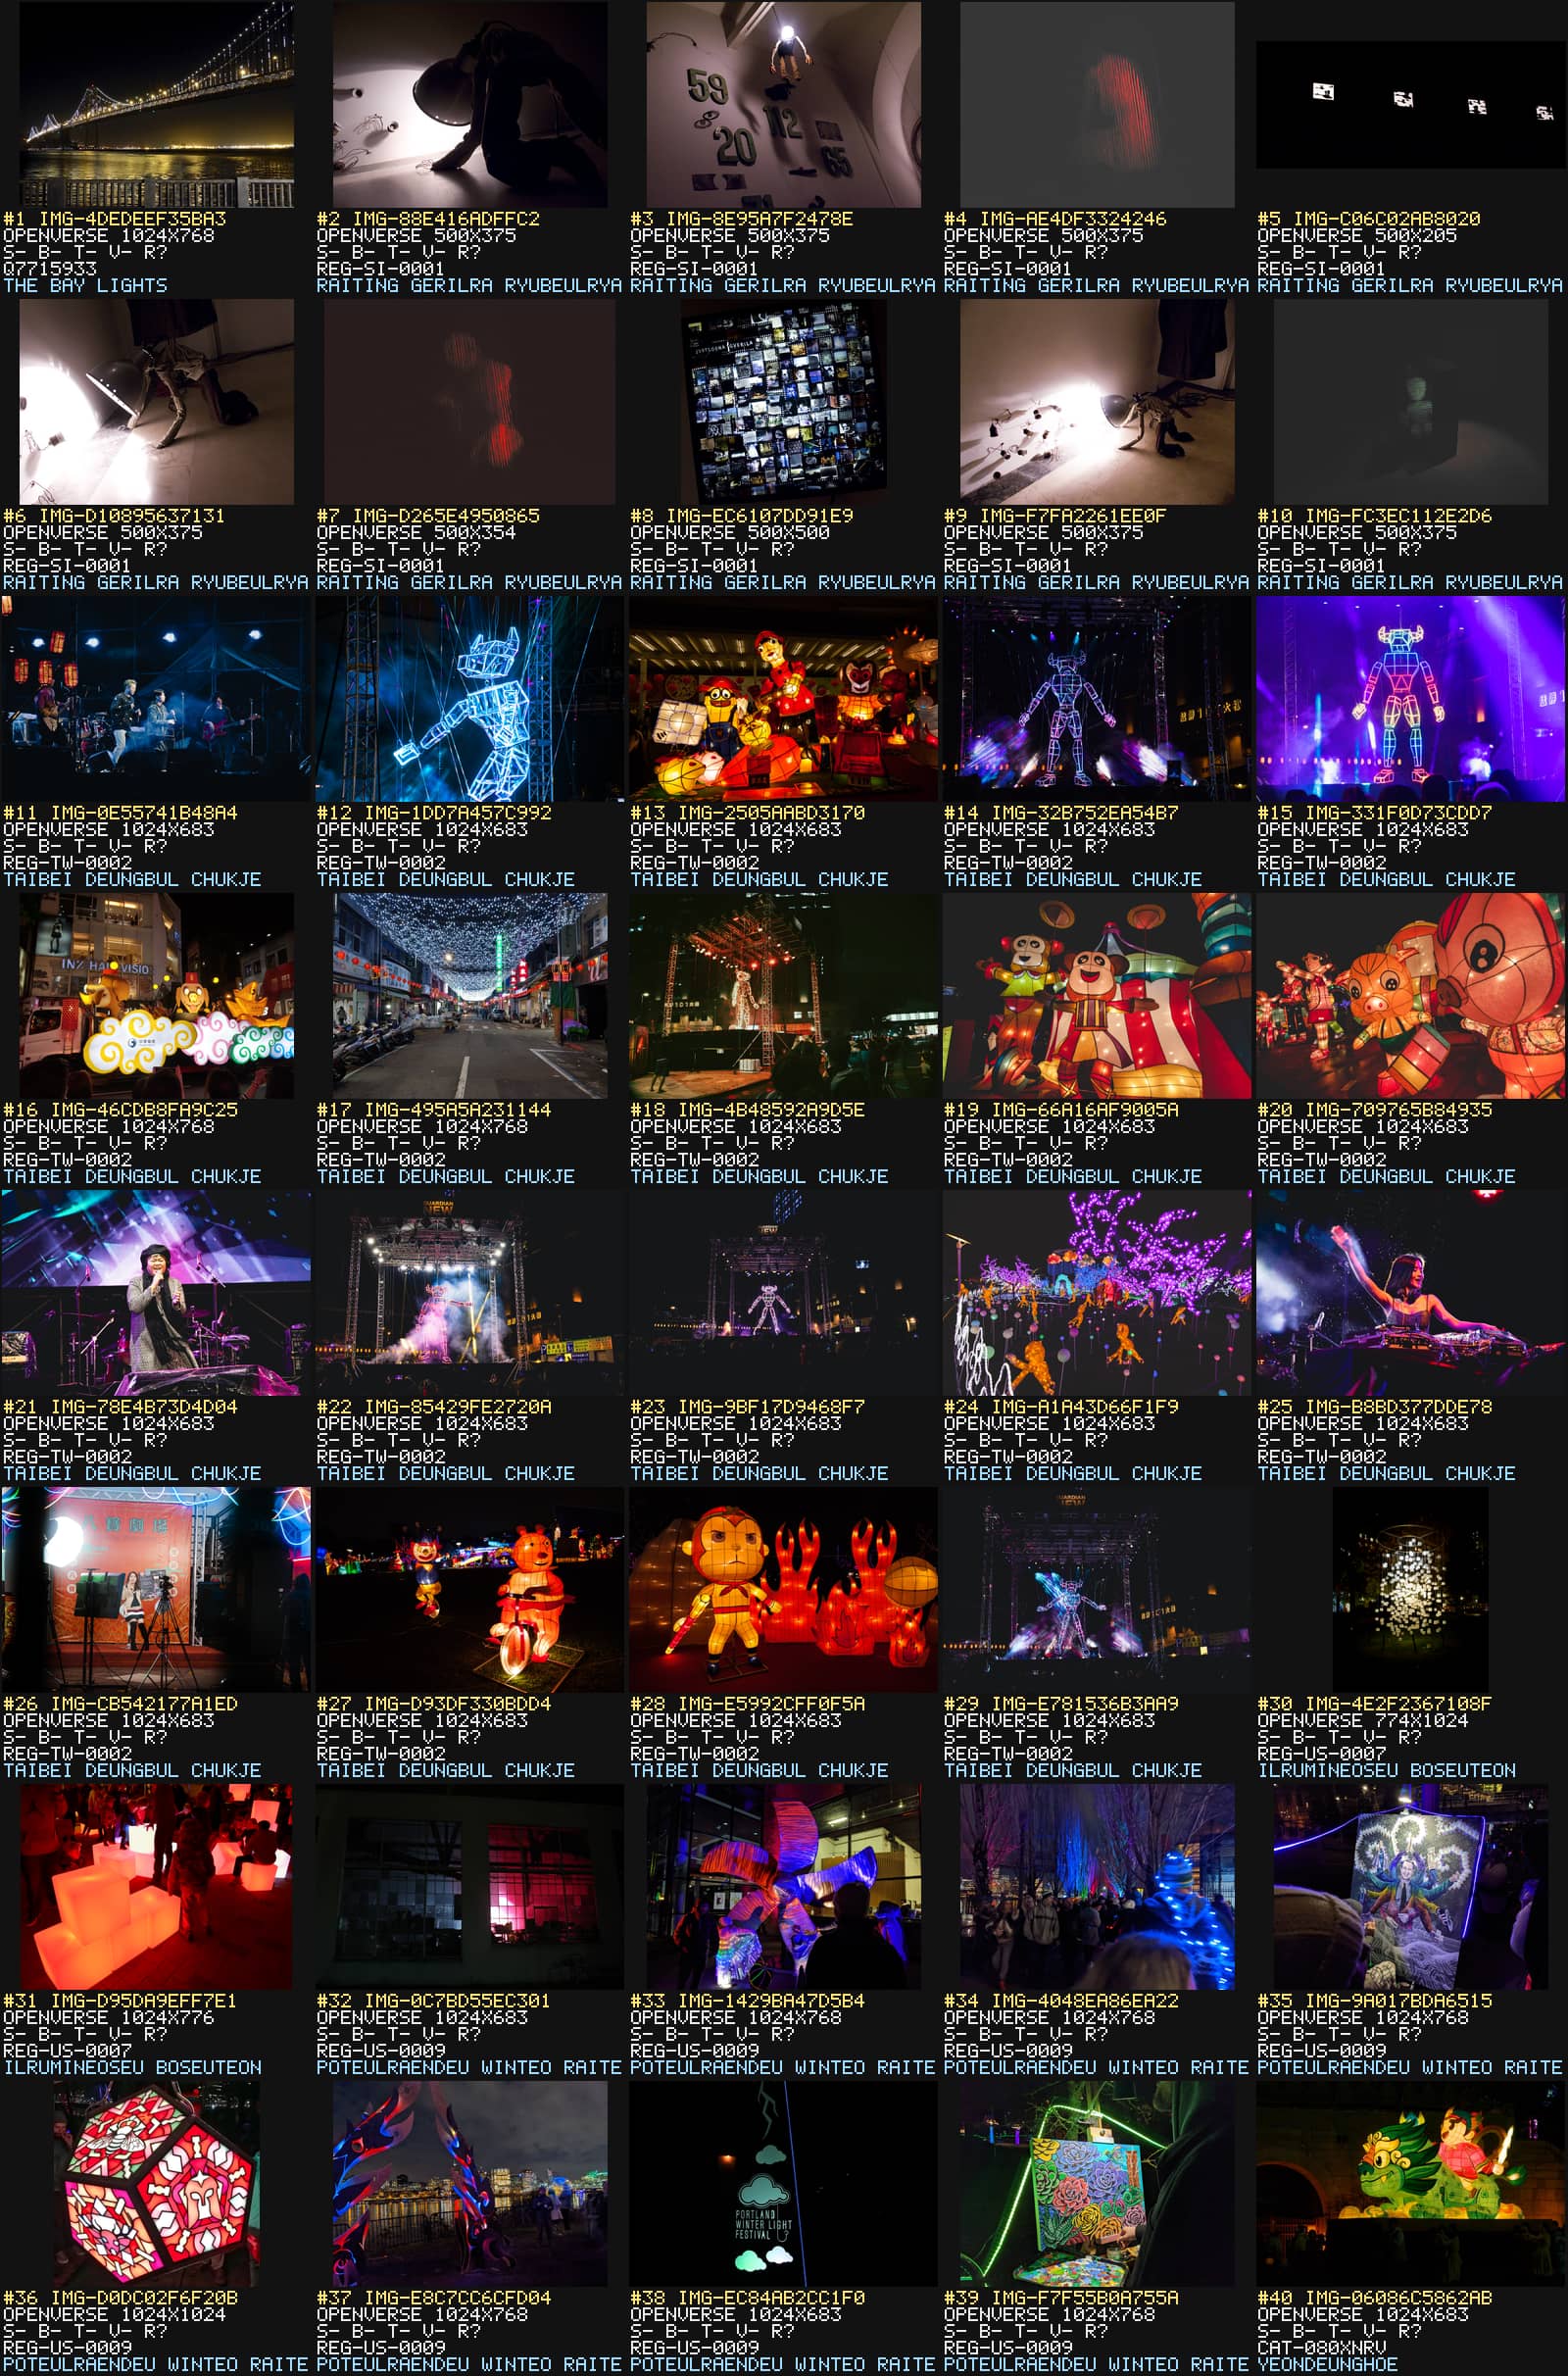 59
112
20
65
#1 IMG-4DEDEEF35BA3
OPENVERSE 1024X768
S- B- T- V- R?
Q7715933
THE BAY LIGHTS
#2 IMG-88E416ADFFC2
OPENVERSE 500X375
S- B- T- V- R?
REG-SI-0001
RAITING GERILRA RYUBEULRYA
#3 IMG-8E95A7F2478E
OPENVERSE 500X375
S- B- T- V- R?
REG-SI-0001
RAITING GERILRA RYUBEULRYA
#4 IMG-AE4DF3324246
OPENVERSE 500X375
S- B- T- V- R?
REG-SI-0001
RAITING GERILRA RYUBEULRYA
#5 IMG-C06C02AB8020
OPENVERSE 500X205
S- B- T- V- R?
REG-SI-0001
RAITING GERILRA RYUBEULRYA
#6 IMG-D10895637131
OPENVERSE 500X375
S- B- T- V- R?
REG-SI-0001
RAITING GERILRA RYUBEULRYA
#7 IMG-D265E4950865
OPENVERSE 500X354
S- B- T- V- R?
REG-SI-0001
RAITING GERILRA RYUBEULRYA
#8 IMG-EC6107DD91E9
OPENVERSE 500X500
S- B- T- V- R?
REG-SI-0001
RAITING GERILRA RYUBEULRYA
#9 IMG-F7FA2261EE0F
OPENVERSE 500X375
S- B- T- V- R?
REG-SI-0001
RAITING GERILRA RYUBEULRYA
#10 IMG-FC3EC112E2D6
OPENVERSE 500X375
S- B- T- V- R?
REG-SI-0001
RAITING GERILRA RYUBEULRYA
#11 IMG-0E55741B48A4
OPENVERSE 1024X683
S- B- T- V- R?
REG-TW-0002
TAIBEI DEUNGBUL CHUKJE
#12 IMG-1DD7A457C992
OPENVERSE 1024X683
S- B- T- V- R?
REG-TW-0002
TAIBEI DEUNGBUL CHUKJE
#13 IMG-2505AABD3170
OPENVERSE 1024X683
S- B- T- V- R?
REG-TW-0002
TAIBEI DEUNGBUL CHUKJE
#14 IMG-32B752EA54B7
OPENVERSE 1024X683
S- B- T- V- R?
REG-TW-0002
TAIBEI DEUNGBUL CHUKJE
#15 IMG-331F0D73CDD7
OPENVERSE 1024X683
S- B- T- V- R?
REG-TW-0002
TAIBEI DEUNGBUL CHUKJE
#16 IMG-46CDB8FA9C25
OPENVERSE 1024X768
S- B- T- V- R?
REG-TW-0002
TAIBEI DEUNGBUL CHUKJE
#17 IMG-495A5A231144
OPENVERSE 1024X768
S- B- T- V- R?
REG-TW-0002
TAIBEI DEUNGBUL CHUKJE
#18 IMG-4B48592A9D5E
OPENVERSE 1024X683
S- B- T- V- R?
REG-TW-0002
TAIBEI DEUNGBUL CHUKJE
#19 IMG-66A16AF9005A
OPENVERSE 1024X683
S- B- T- V- R?
REG-TW-0002
TAIBEI DEUNGBUL CHUKJE
#20 IMG-709765B84935
OPENVERSE 1024X683
S- B- T- V- R?
REG-TW-0002
TAIBEI DEUNGBUL CHUKJE
GUARDIAN
NEW
#21 IMG-78E4B73D4D04
OPENVERSE 1024X683
S- B- T- V- R?
REG-TW-0002
TAIBEI DEUNGBUL CHUKJE
#22 IMG-85429FE2720A
OPENVERSE 1024X683
S- B- T- V- R?
REG-TW-0002
TAIBEI DEUNGBUL CHUKJE
#23 IMG-9BF17D9468F7
OPENVERSE 1024X683
S- B- T- V- R?
REG-TW-0002
TAIBEI DEUNGBUL CHUKJE
#24 IMG-A1A43D66F1F9
OPENVERSE 1024X683
S- B- T- V- R?
REG-TW-0002
TAIBEI DEUNGBUL CHUKJE
#25 IMG-B8BD377DDE78
OPENVERSE 1024X683
S- B- T- V- R?
REG-TW-0002
TAIBEI DEUNGBUL CHUKJE
#26 IMG-CB542177A1ED
OPENVERSE 1024X683
S- B- T- V- R?
REG-TW-0002
TAIBEI DEUNGBUL CHUKJE
#27 IMG-D93DF330BDD4
OPENVERSE 1024X683
S- B- T- V- R?
REG-TW-0002
TAIBEI DEUNGBUL CHUKJE
#28 IMG-E5992CFF0F5A
OPENVERSE 1024X683
S- B- T- V- R?
REG-TW-0002
TAIBEI DEUNGBUL CHUKJE
#29 IMG-E781536B3AA9
OPENVERSE 1024X683
S- B- T- V- R?
REG-TW-0002
TAIBEI DEUNGBUL CHUKJE
#30 IMG-4E2F2367108F
OPENVERSE 774X1024
S- B- T- V- R?
REG-US-0007
ILRUMINEOSEU BOSEUTEON
#31 IMG-D95DA9EFF7E1
OPENVERSE 1024X776
S- B- T- V- R?
REG-US-0007
ILRUMINEOSEU BOSEUTEON
#32 IMG-0C7BD55EC301
OPENVERSE 1024X683
S- B- T- V- R?
REG-US-0009
POTEULRAENDEU WINTEO RAITE
#33 IMG-1429BA47D5B4
OPENVERSE 1024X768
S- B- T- V- R?
REG-US-0009
POTEULRAENDEU WINTEO RAITE
#34 IMG-4048EA86EA22
OPENVERSE 1024X768
S- B- T- V- R?
REG-US-0009
POTEULRAENDEU WINTEO RAITE
#35 IMG-9A017BDA6515
OPENVERSE 1024X768
S- B- T- V- R?
REG-US-0009
POTEULRAENDEU WINTEO RAITE
PORTLAND
WINTER LIGHT
FESTIVAL
#36 IMG-D0DC02F6F20B
OPENVERSE 1024X1024
S- B- T- V- R?
REG-US-0009
POTEULRAENDEU WINTEO RAITE
#37 IMG-E8C7CC6CFD04
OPENVERSE 1024X768
S- B- T- V- R?
REG-US-0009
POTEULRAENDEU WINTEO RAITE
#38 IMG-EC84AB2CC1F0
OPENVERSE 1024X683
S- B- T- V- R?
REG-US-0009
POTEULRAENDEU WINTEO RAITE
#39 IMG-F7F55B0A755A
OPENVERSE 1024X768
S- B- T- V- R?
REG-US-0009
POTEULRAENDEU WINTEO RAITE
#40 IMG-06086C5862AB
OPENVERSE 1024X683
S- B- T- V- R?
CAT-080XNRV
YEONDEUNGHOE